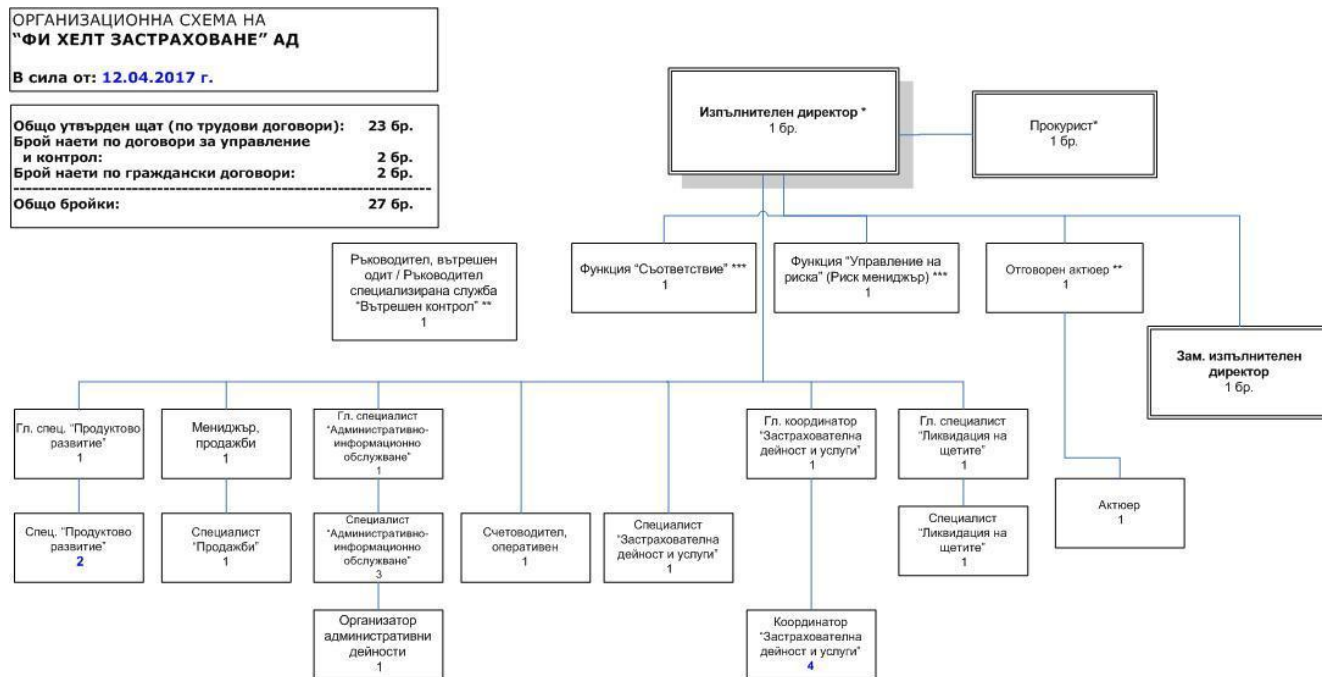 ОРГАНИЗАЦИОННА СХЕМА НА
“ФИ ХЕЛТ ЗАСТРАХОВАНЕ” АД
В сила от: 12.04.2017 г.
Общо утвърден щат (по трудови договори): 23 бр.
Брой наети по договори за управление
и контрол: 2 бр.
Брой наети по граждански договори: 2 бр.
Общо бройки: 27 бр.
Изпълнителен директор *
1 бр.
Прокурист*
1 бр.
Ръководител, вътрешен
одит / Ръководител
специализирана служба
“Вътрешен контрол” **
1
Функция “Съответствие” ***
1
Функция “Управление на
риска” (Риск мениджър) ***
1
Отговорен актюер **
1
Зам. изпълнителен
директор
1 бр.
Гл. спец. “Продуктово
развитие”
1
Мениджър,
продажби
1
Гл. специалист
“Административно-
информационно
обслужване”
1
Гл. координатор
“Застрахователна
дейност и услуги”
1
Гл. специалист
“Ликвидация на
щетите”
1
Актюер
1
Спец. “Продуктово
развитие”
2
Специалист
“Продажби”
1
Специалист
“Административно-
информационно
обслужване”
3
Счетоводител,
оперативен
1
Специалист
“Застрахователна
дейност и услуги”
1
Специалист
“Ликвидация на
щетите”
1
Организатор
административни
дейности
1
Координатор
“Застрахователна
дейност и услуги”
4